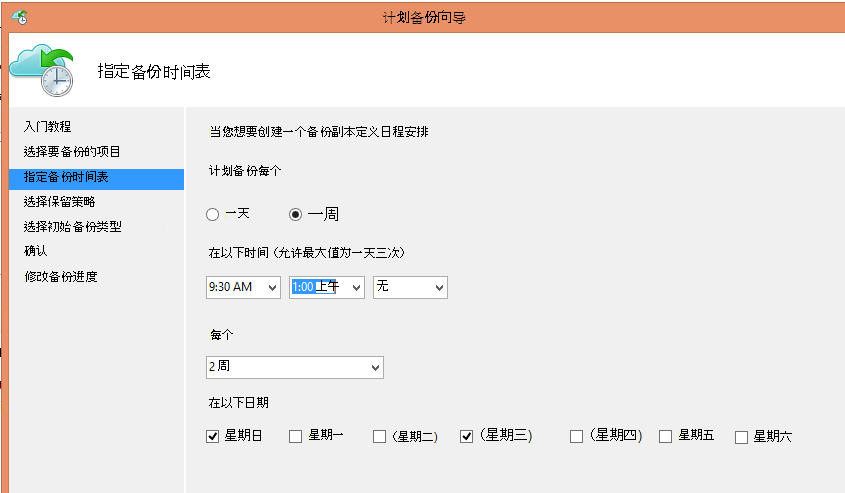 计划备份向导
指定备份时间表
入门教程
选择要备份的项目
指定备份时间表
选择保留策略
选择初始备份类型
确认
修改备份进度
当您想要创建一个备份副本定义日程安排
计划备份每个
一天 一周
在以下时间 (允许最大值为一天三次)
9:30 AM 1:00 上午 无
每个
2 周
在以下日期
星期日 星期一 (星期二) (星期三) (星期四) 星期五 星期六